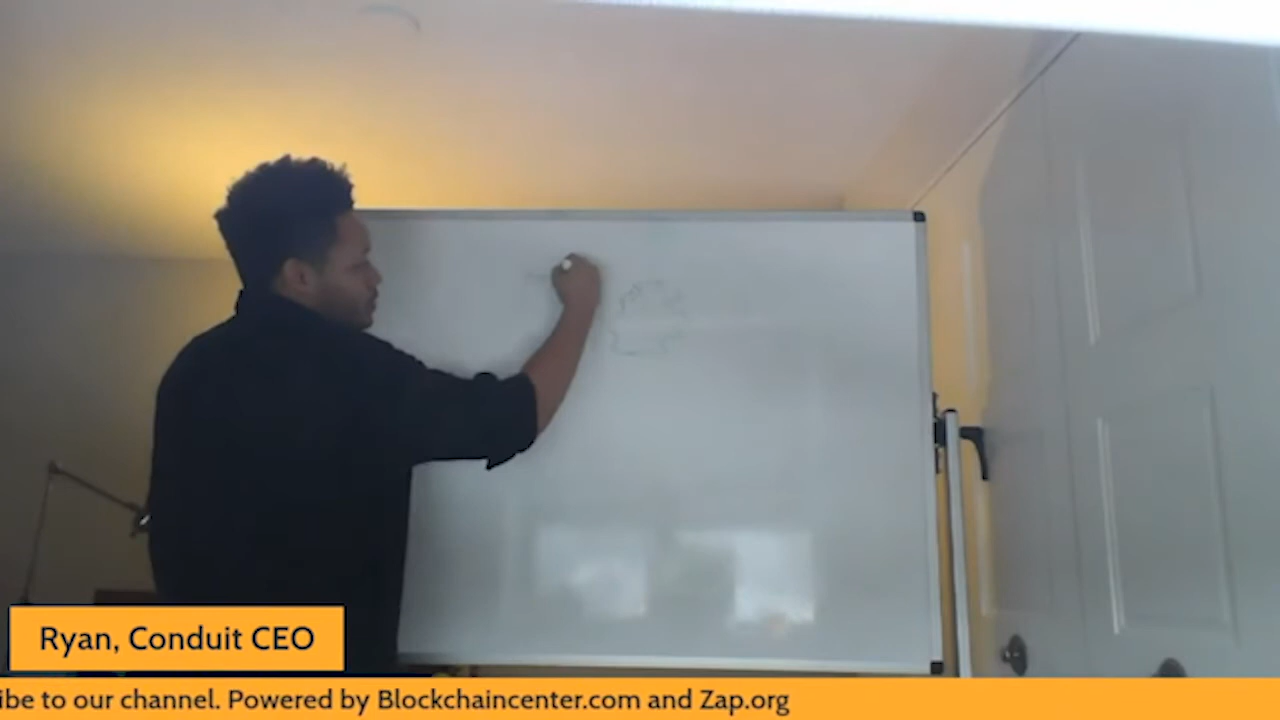 Ryan, Conduit CEO
ibe to our channel. Powered by Blockchaincenter.com and Zap.org